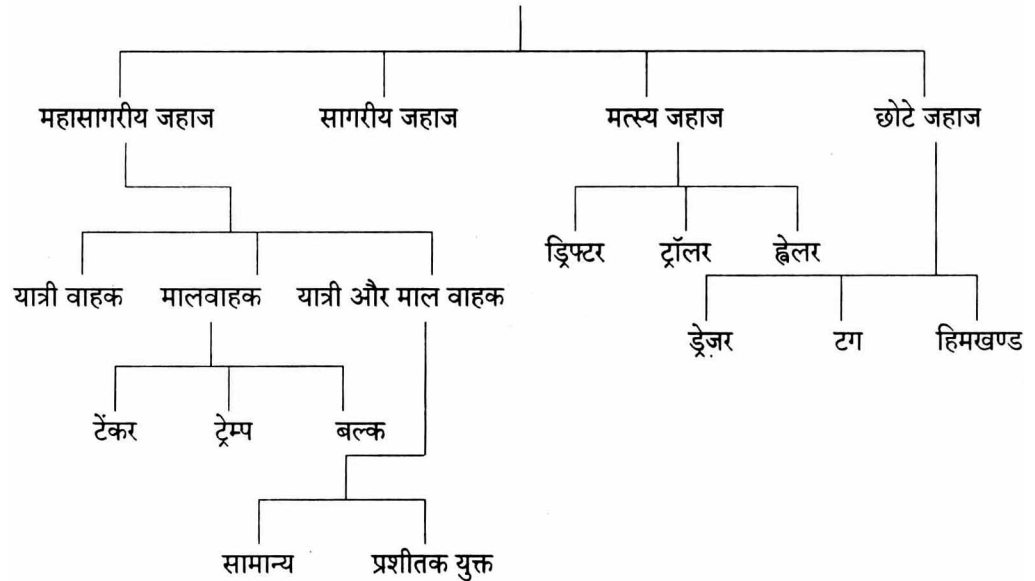 महासागरीय जहाज सागरीय जहाज मत्स्य जहाज छोटे जहाज
ड्रिफ्टर ट्रॉलर ह्वेलर
यात्री वाहक मालवाहक यात्री और माल वाहक
ड्रेज़र टग हिमखण्ड
टेंकर ट्रेम्प बल्क
सामान्य प्रशीतक युक्त